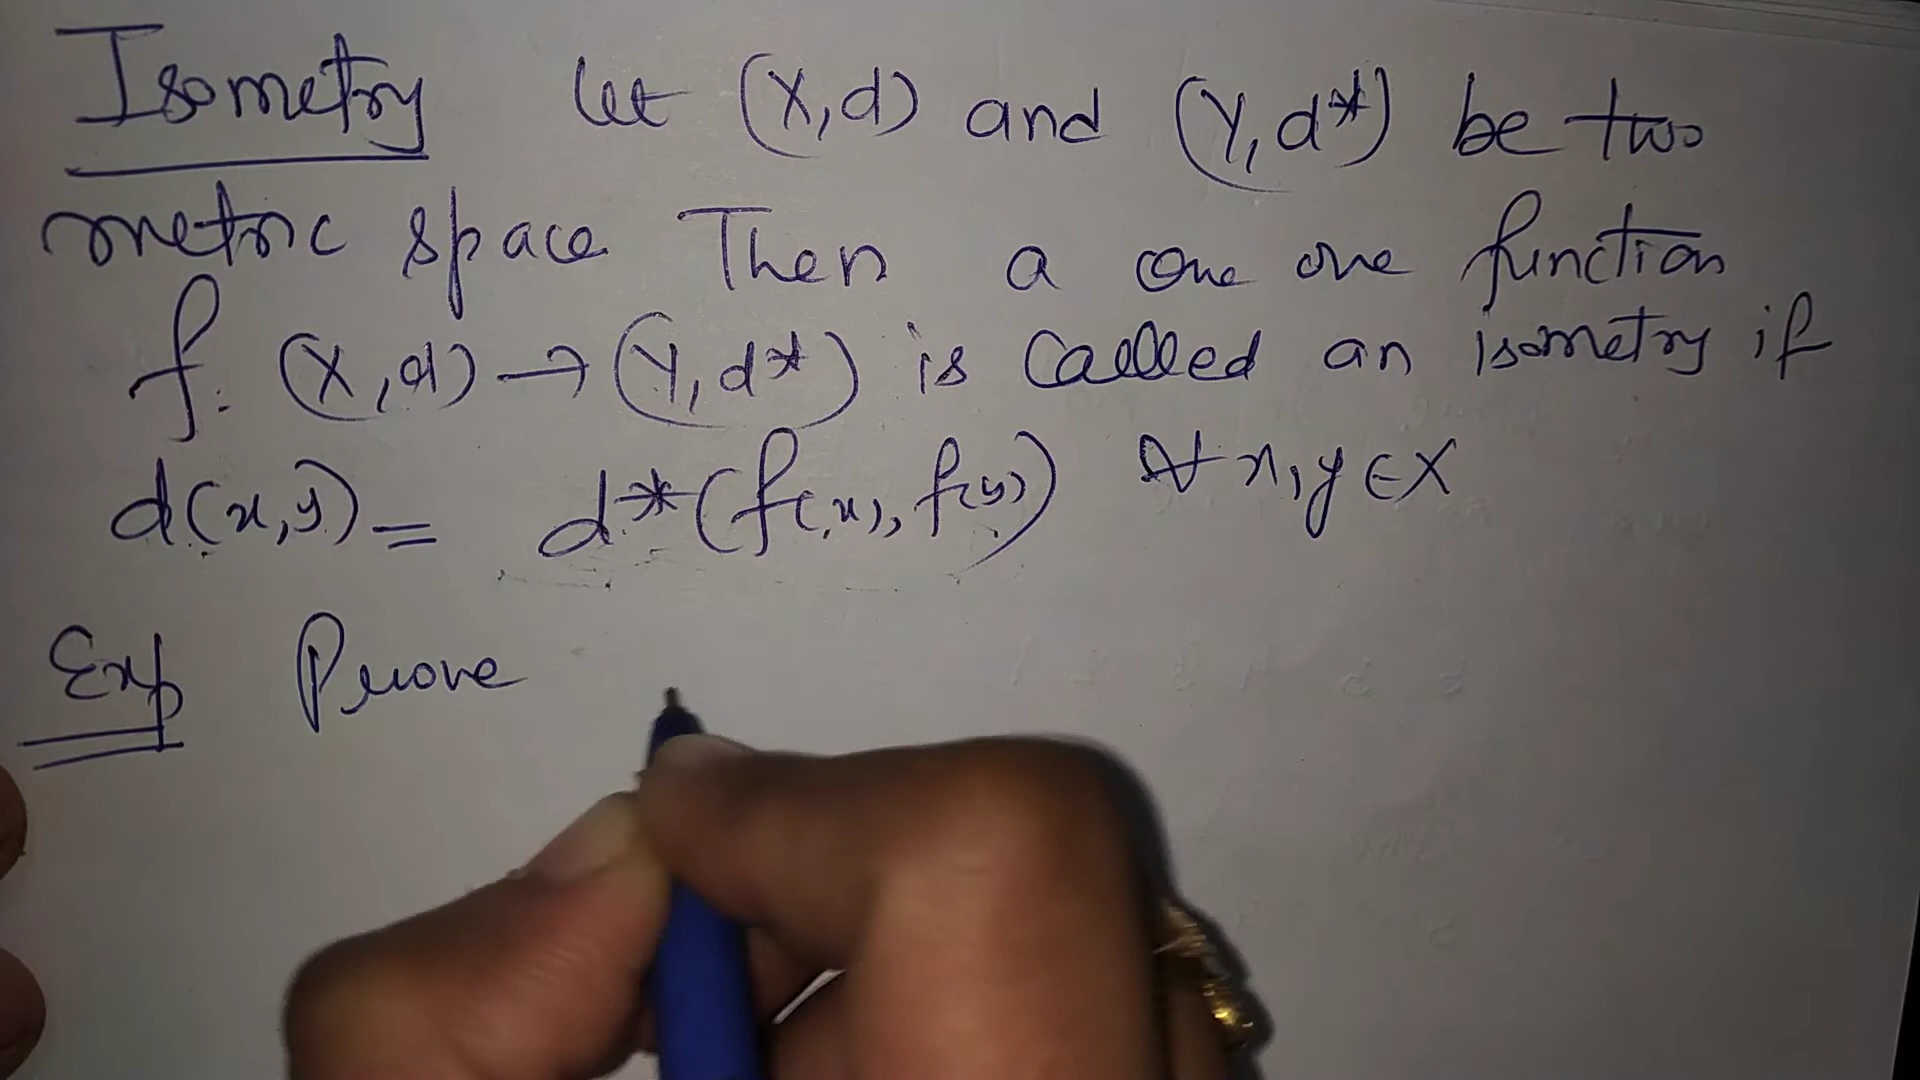 Isometry let (X,d) and (Y,d*) be two
metric space Then a one one function
f: (X,d) → (Y,d*) is called an isometry if
d(x,y) = d*(f(x), f(y)) ∀ x,y ∈ X
Exp Prove